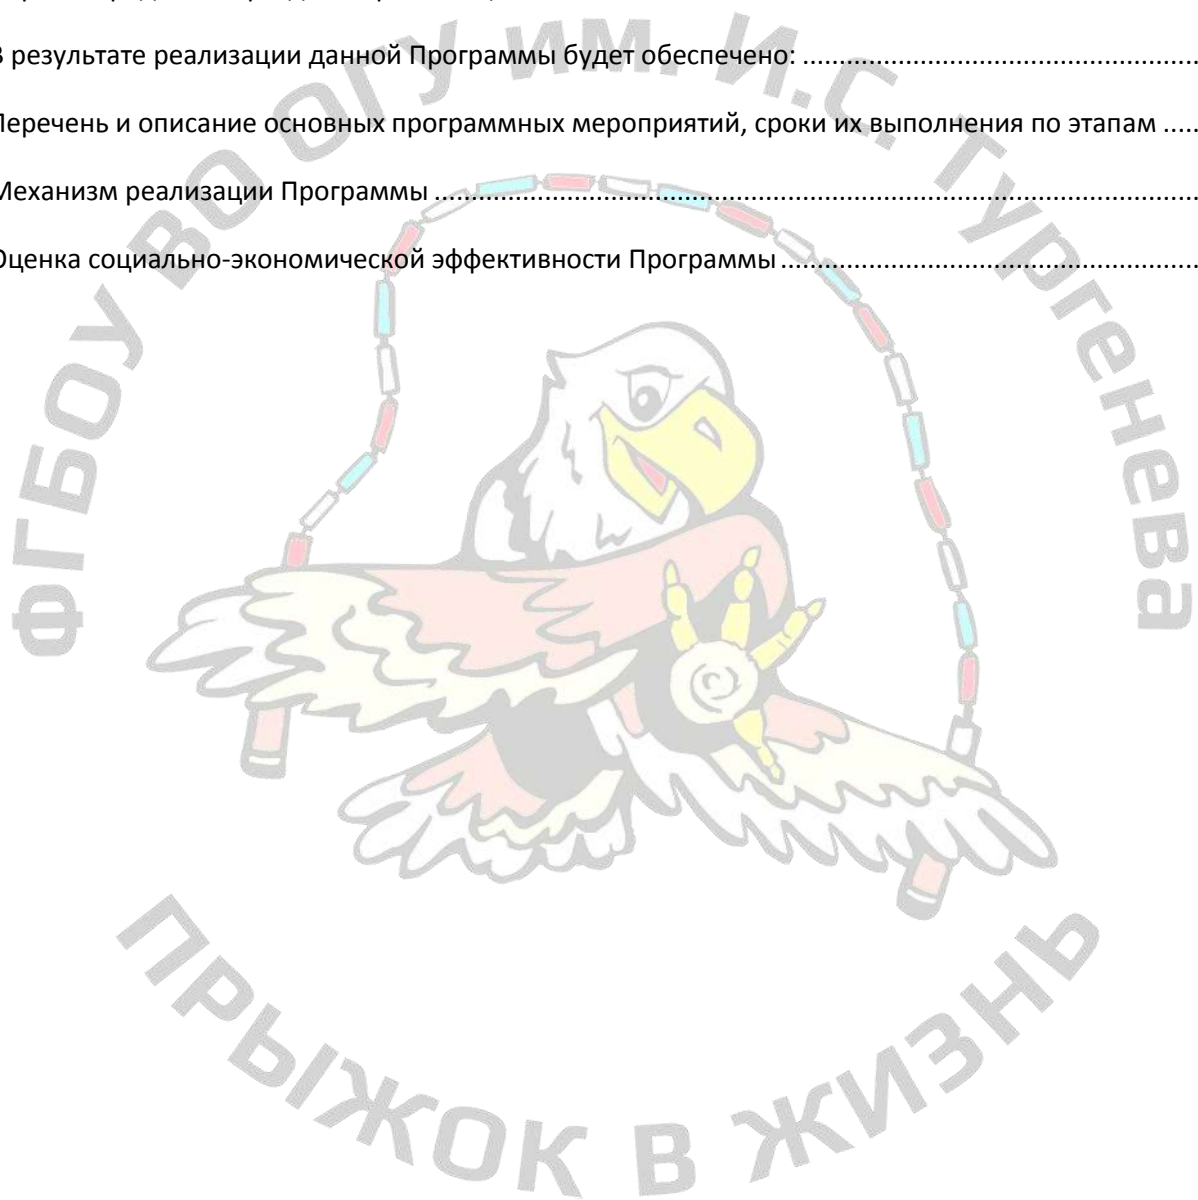 В результате реализации данной Программы будет обеспечено: ........................................................
Перечень и описание основных программных мероприятий, сроки их выполнения по этапам .....
Механизм реализации Программы ..............................................................................................................
Оценка социально-экономической эффективности Программы ............................................................
ФГБОУ ВО ОГУ им. И.С. Тургенева
ПРЫЖОК В ЖИЗНЬ